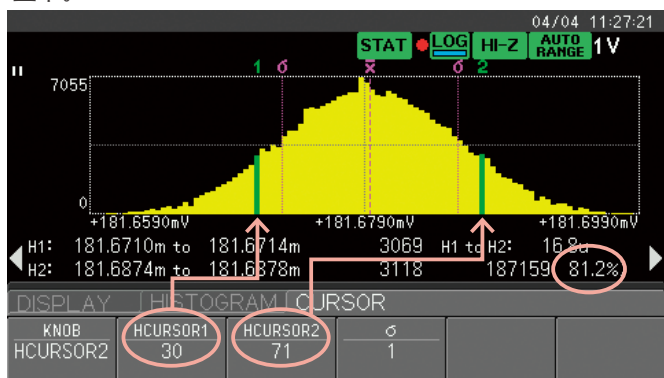 04/04 11:27:21
STAT LOG HI-Z AUTO RANGE 1V
1 σ x̄ σ 2
7055
0
+181.6590mV +181.6790mV +181.6990mV
H1: 181.6710m to 181.6714m 3069 H1 to H2: 16.8u
H2: 181.6874m to 181.6878m 3118 187159 81.2%
DISPLAY HISTOGRAM CURSOR
KNOB HCURSOR1 HCURSOR2 σ
HCURSOR2 30 71 1